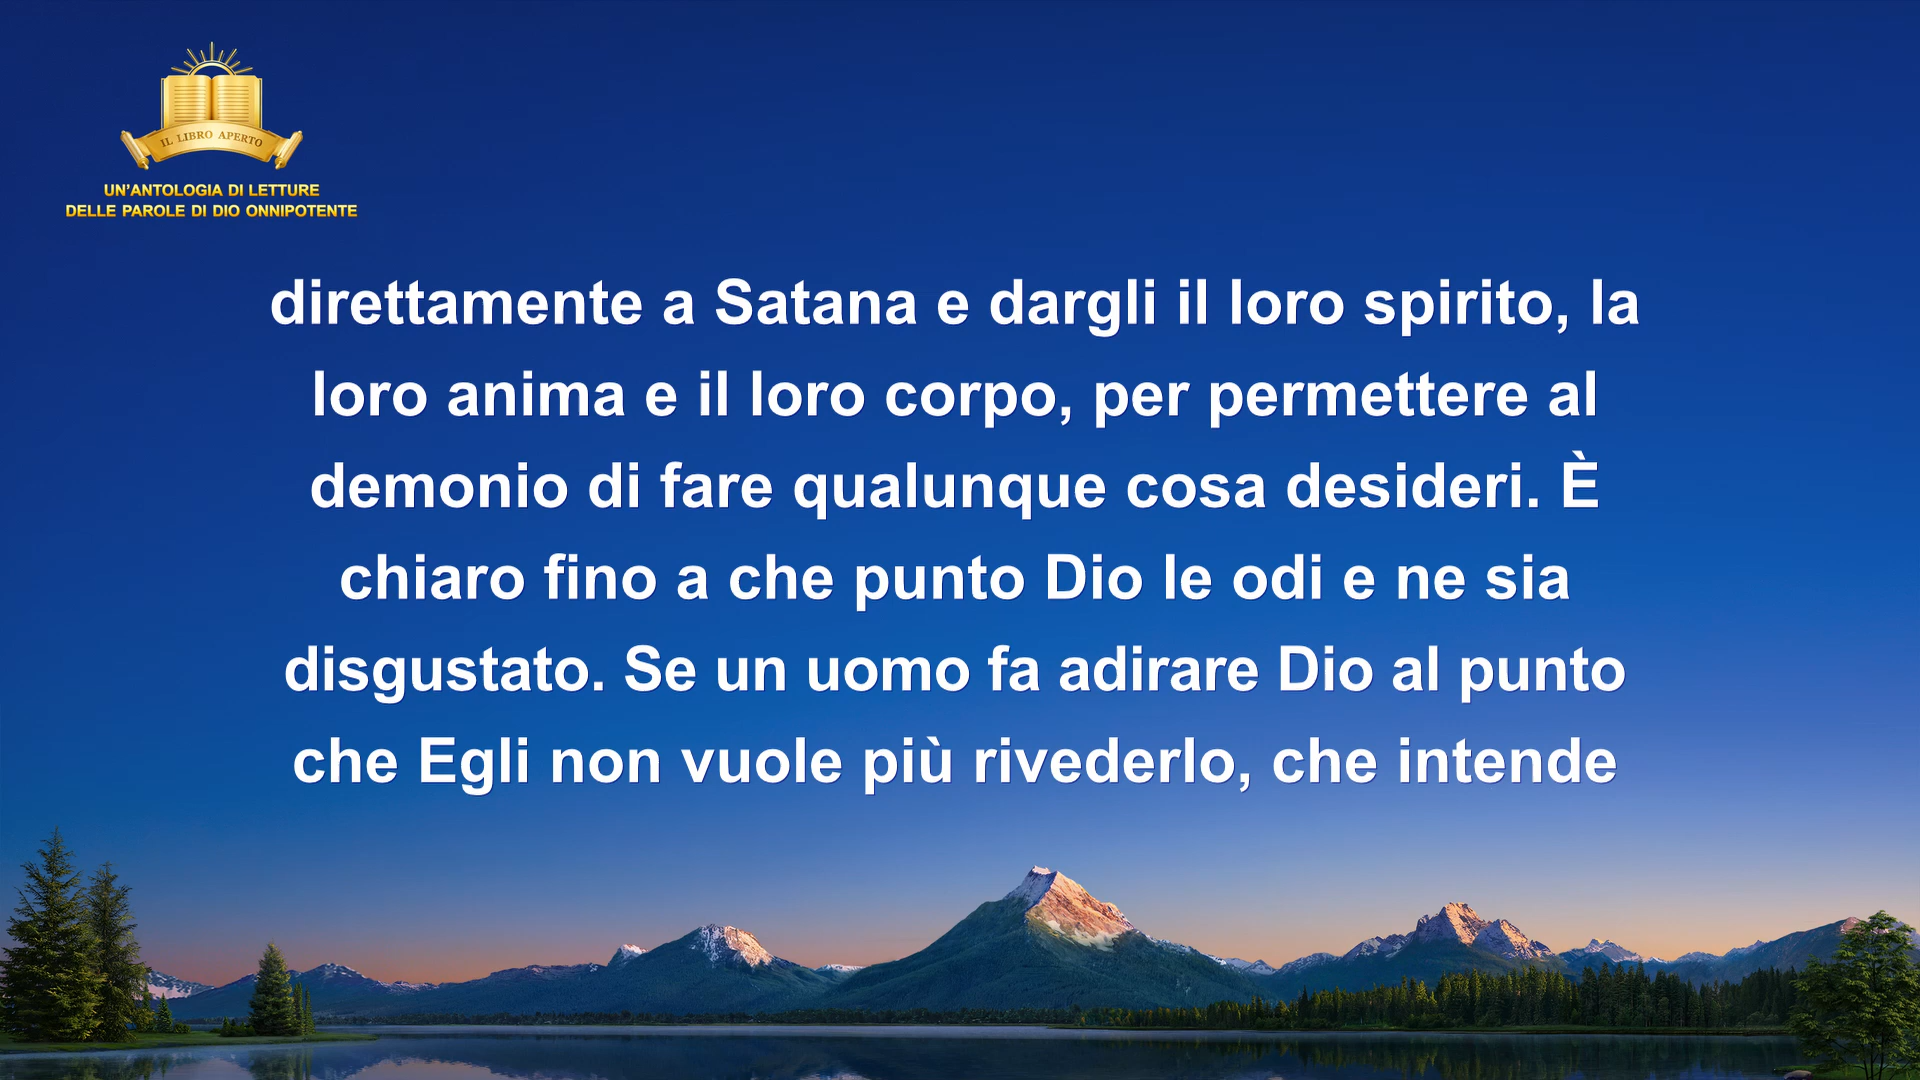 IL LIBRO APERTO
UN'ANTOLOGIA DI LETTURE
DELLE PAROLE DI DIO ONNIPOTENTE
direttamente a Satana e dargli il loro spirito, la
loro anima e il loro corpo, per permettere al
demonio di fare qualunque cosa desideri. È
chiaro fino a che punto Dio le odi e ne sia
disgustato. Se un uomo fa adirare Dio al punto
che Egli non vuole più rivederlo, che intende